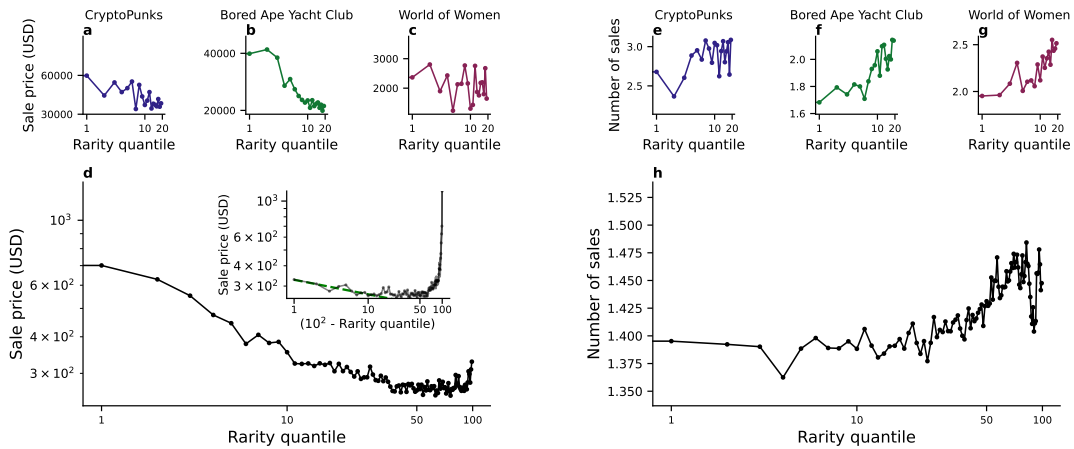 CryptoPunks
Bored Ape Yacht Club
World of Women
CryptoPunks
Bored Ape Yacht Club
World of Women
a
Sale price (USD)
60000
30000
1
10
20
Rarity quantile
b
40000
20000
1
10
20
Rarity quantile
c
3000
2000
1
10
20
Rarity quantile
e
Number of sales
3.0
2.5
1
10
20
Rarity quantile
f
2.0
1.8
1.6
1
10
20
Rarity quantile
g
2.5
2.0
1
10
20
Rarity quantile
d
Sale price (USD)
10³
6 × 10²
4 × 10²
3 × 10²
1
10
50
100
Rarity quantile
Sale price (USD)
10³
6 × 10²
4 × 10²
3 × 10²
1
10
50
100
(10² - Rarity quantile)
h
Number of sales
1.525
1.500
1.475
1.450
1.425
1.400
1.375
1.350
1
10
50
100
Rarity quantile